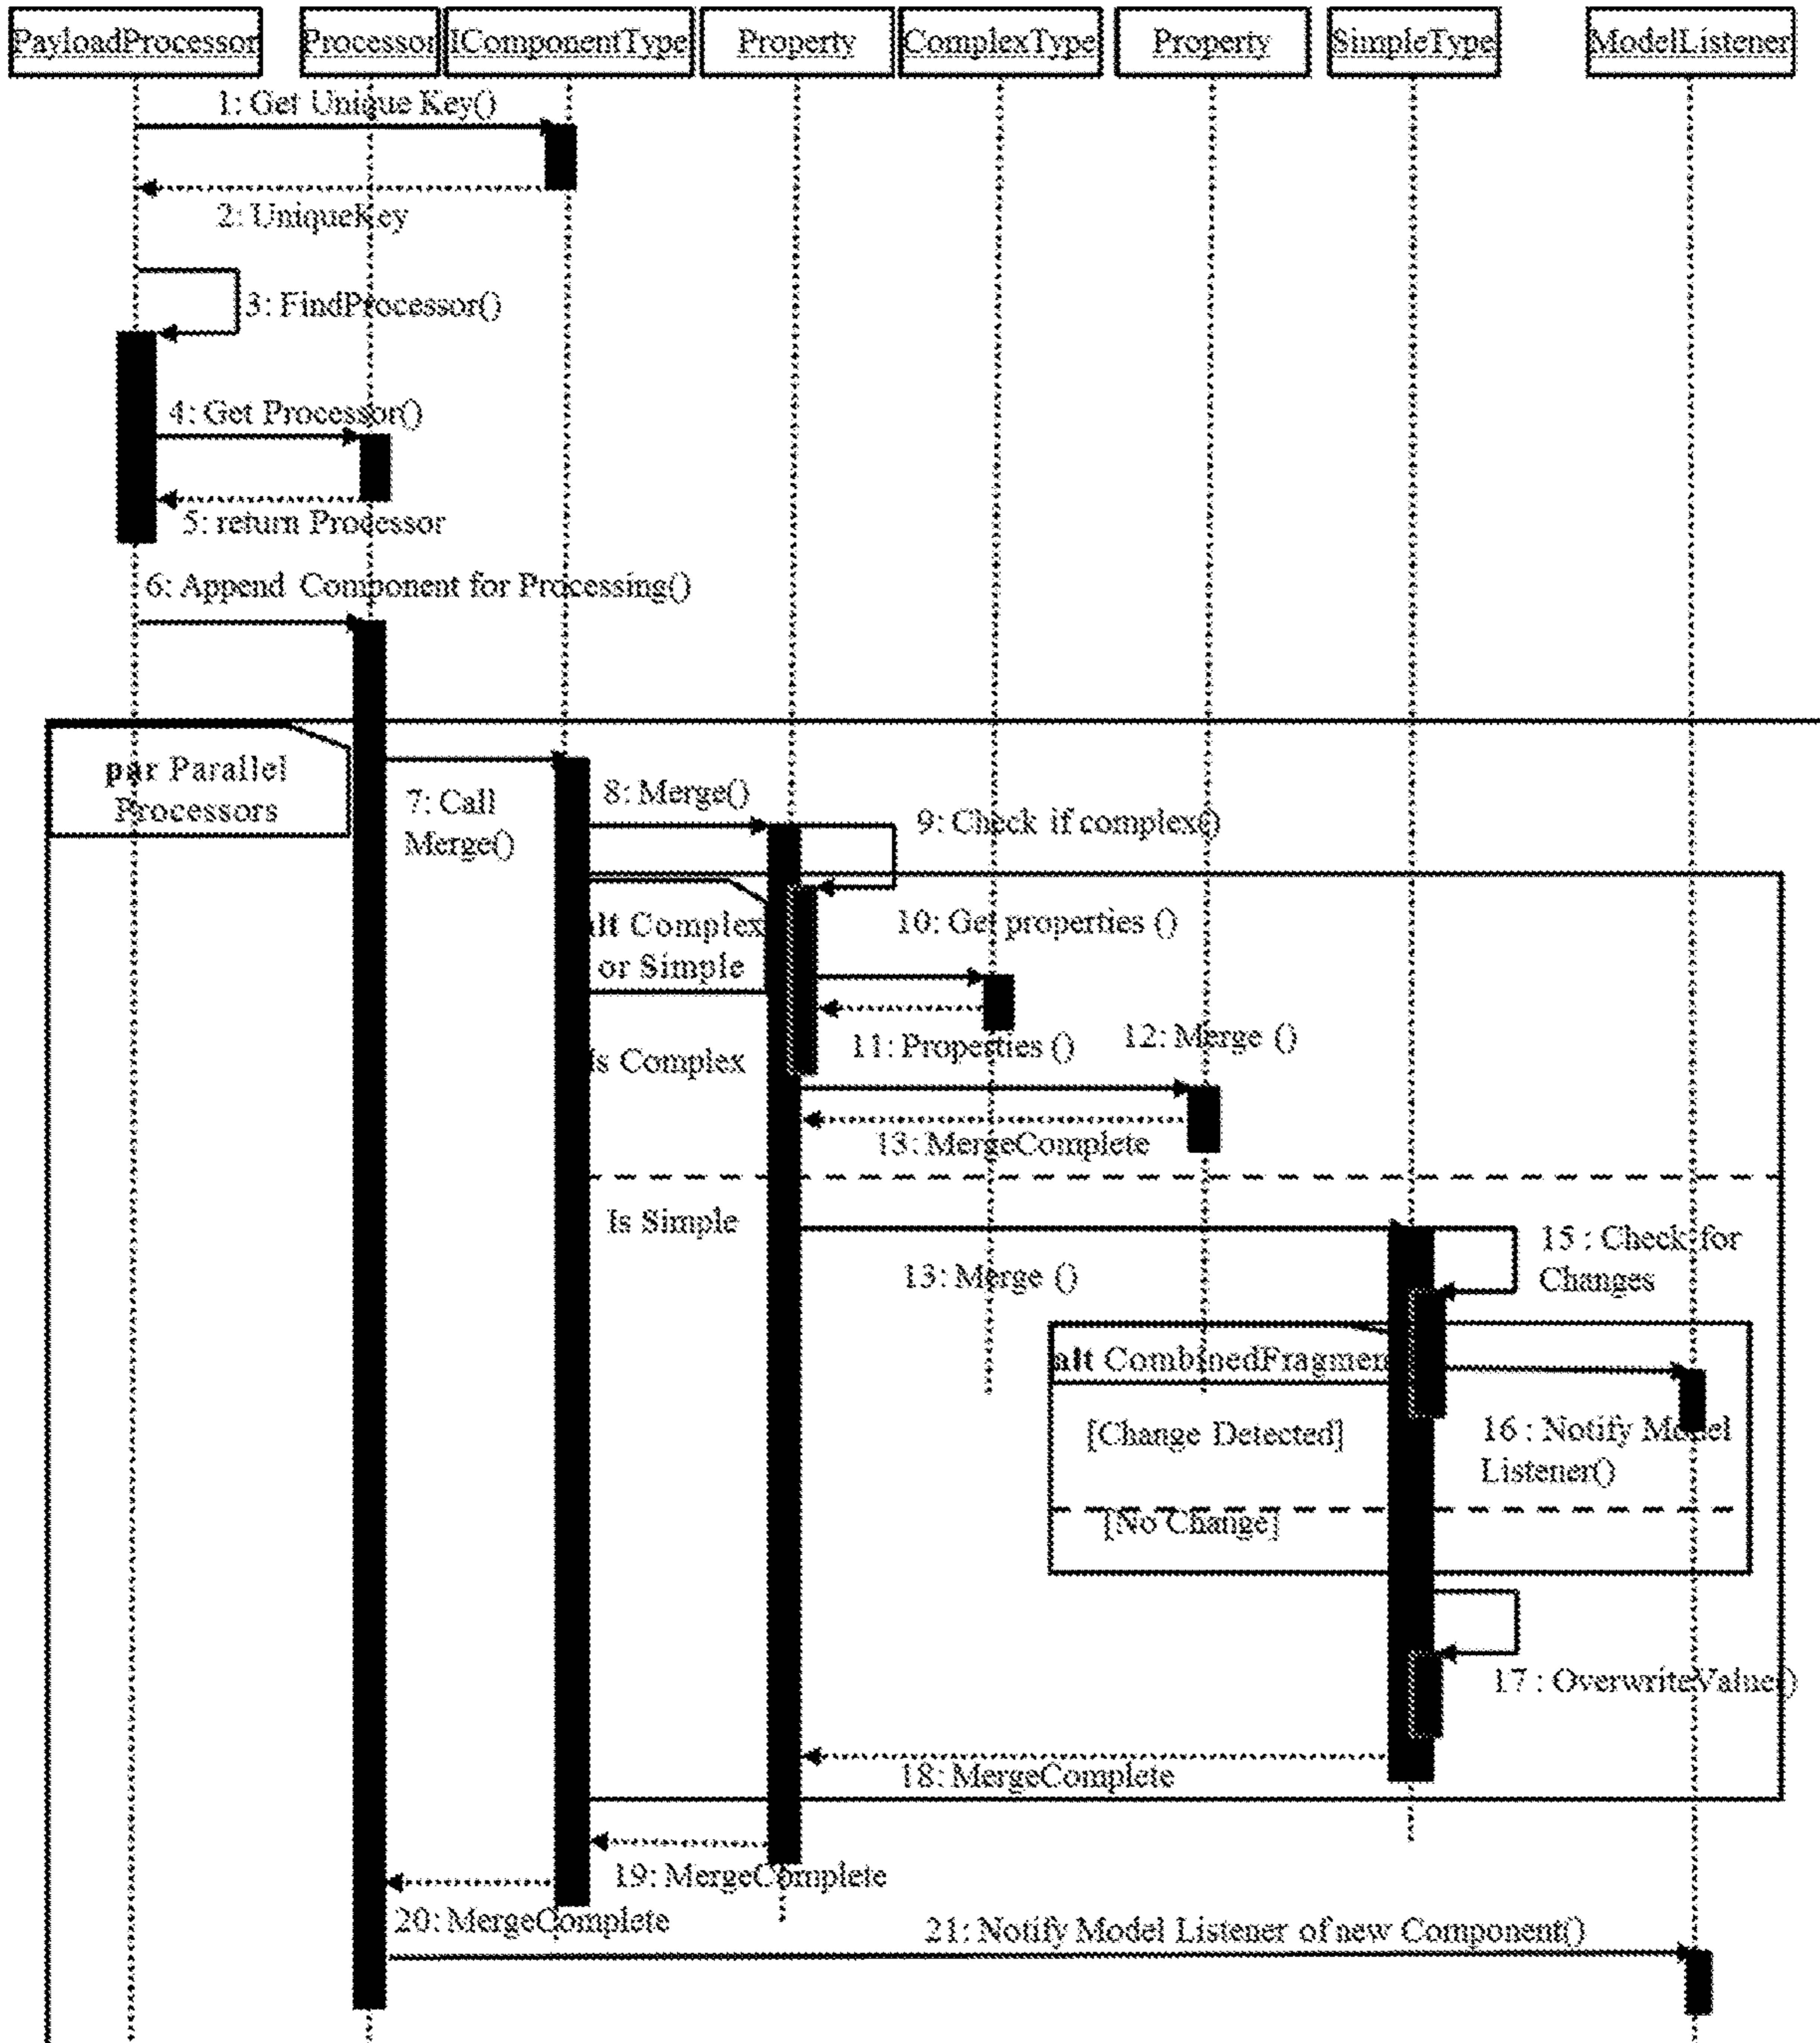 PayloadProcessor Processor IComponentType Property ComplexType Property SimpleType ModelListener
1: Get Unique Key()
2: UniqueKey
3: FindProcessor()
4: Get Processor()
5: return Processor
6: Append Component for Processing()
par Parallel
Processors
7: Call
Merge()
8: Merge()
9: Check if complex()
alt Complex
or Simple
10: Get properties ()
11: Properties ()
12: Merge ()
Is Complex
13: MergeComplete
Is Simple
13: Merge ()
15 : Check for
Changes
alt CombinedFragmen
[Change Detected]
16 : Notify Model
Listener()
[No Change]
17 : OverwriteValue()
18: MergeComplete
19: MergeComplete
20: MergeComplete
21: Notify Model Listener of new Component()